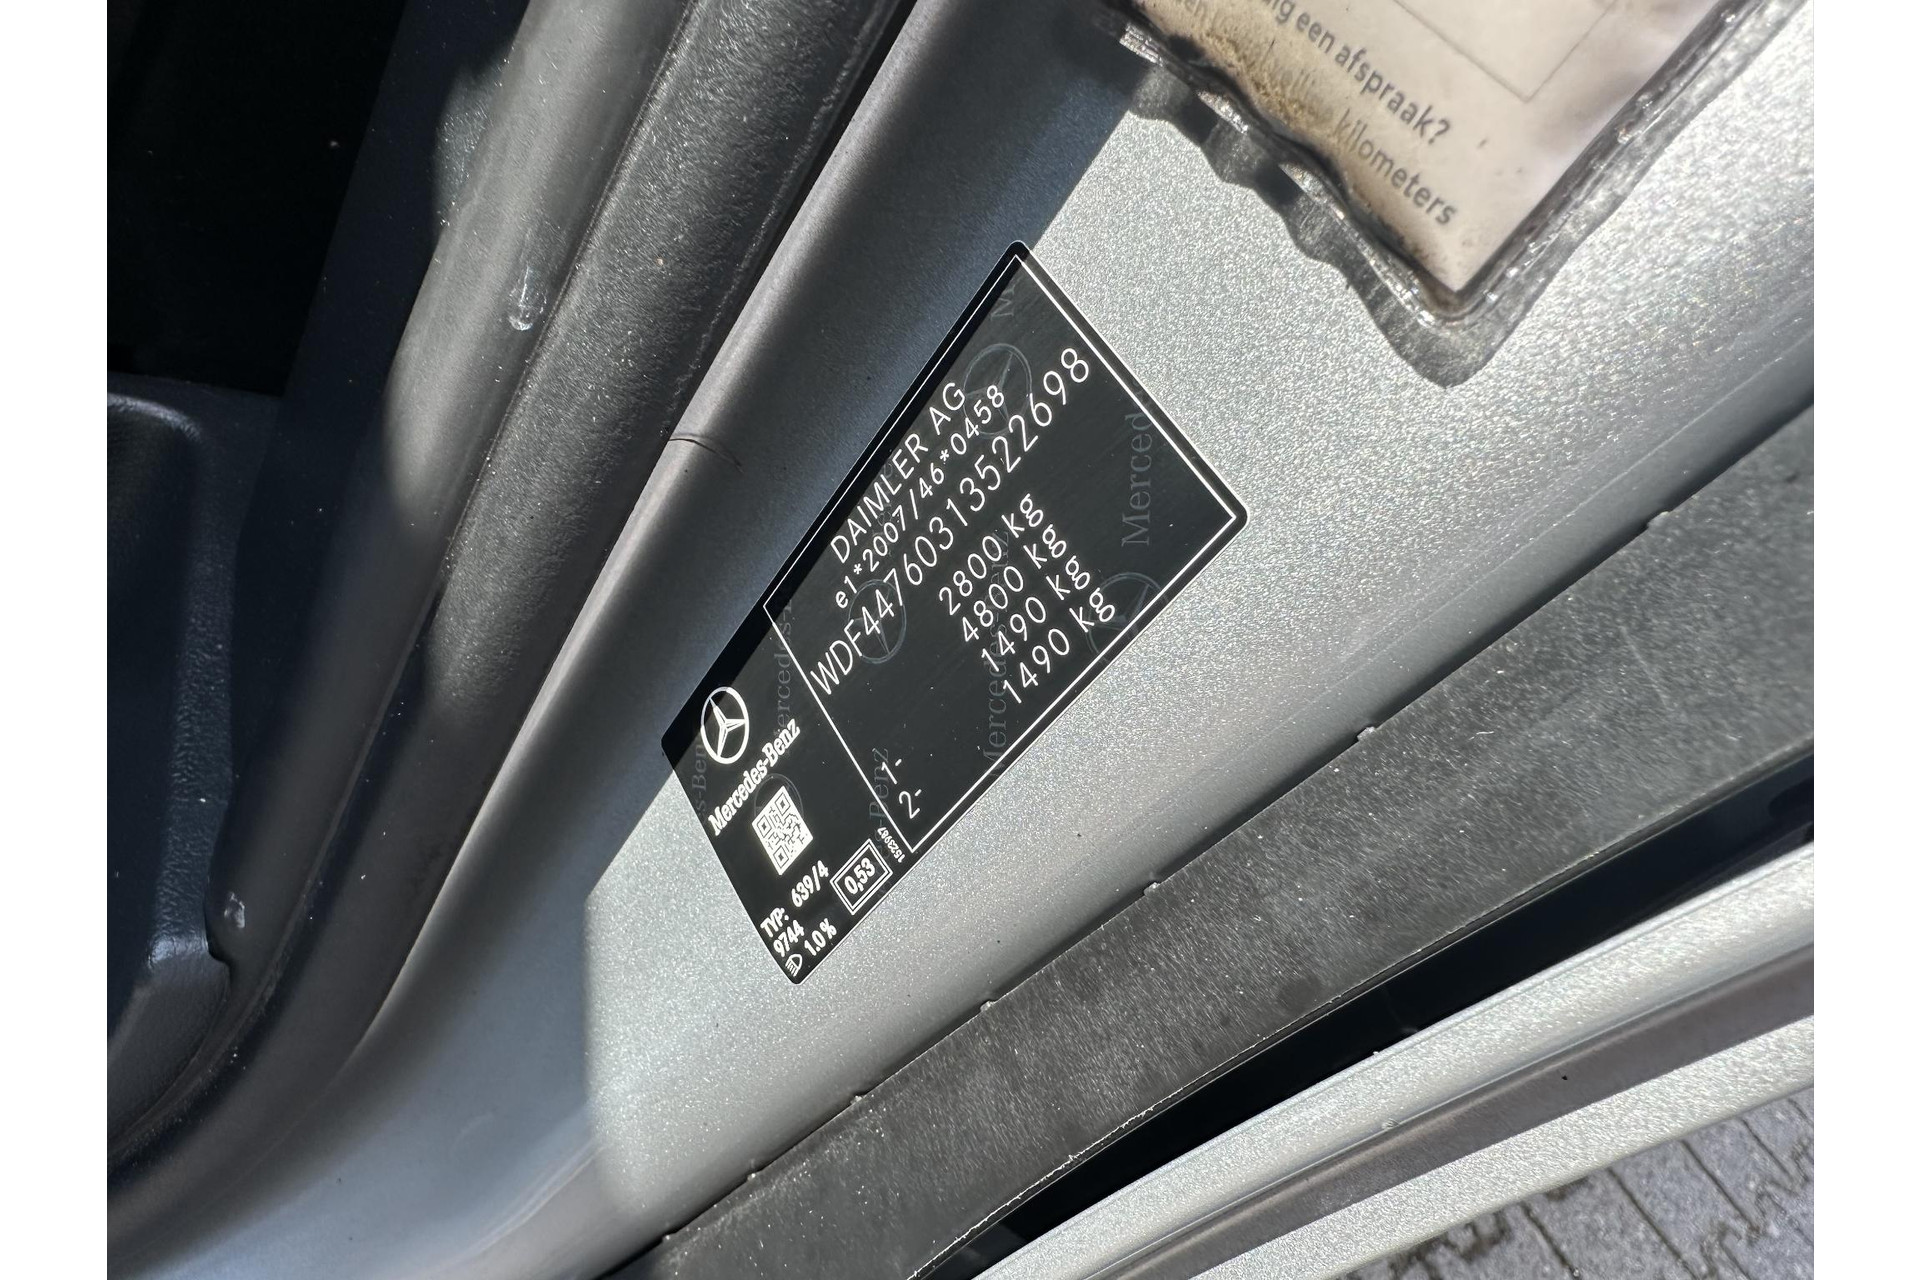 een afspraak?
kilometers
DAIMLER AG
e1*2007/46*0458
WDF44760313522698
2800 kg
4800 kg
1- 1490 kg
2- 1490 kg
Mercedes-Benz
TYP: 639/4
9744
1.0%
0,53
1523987